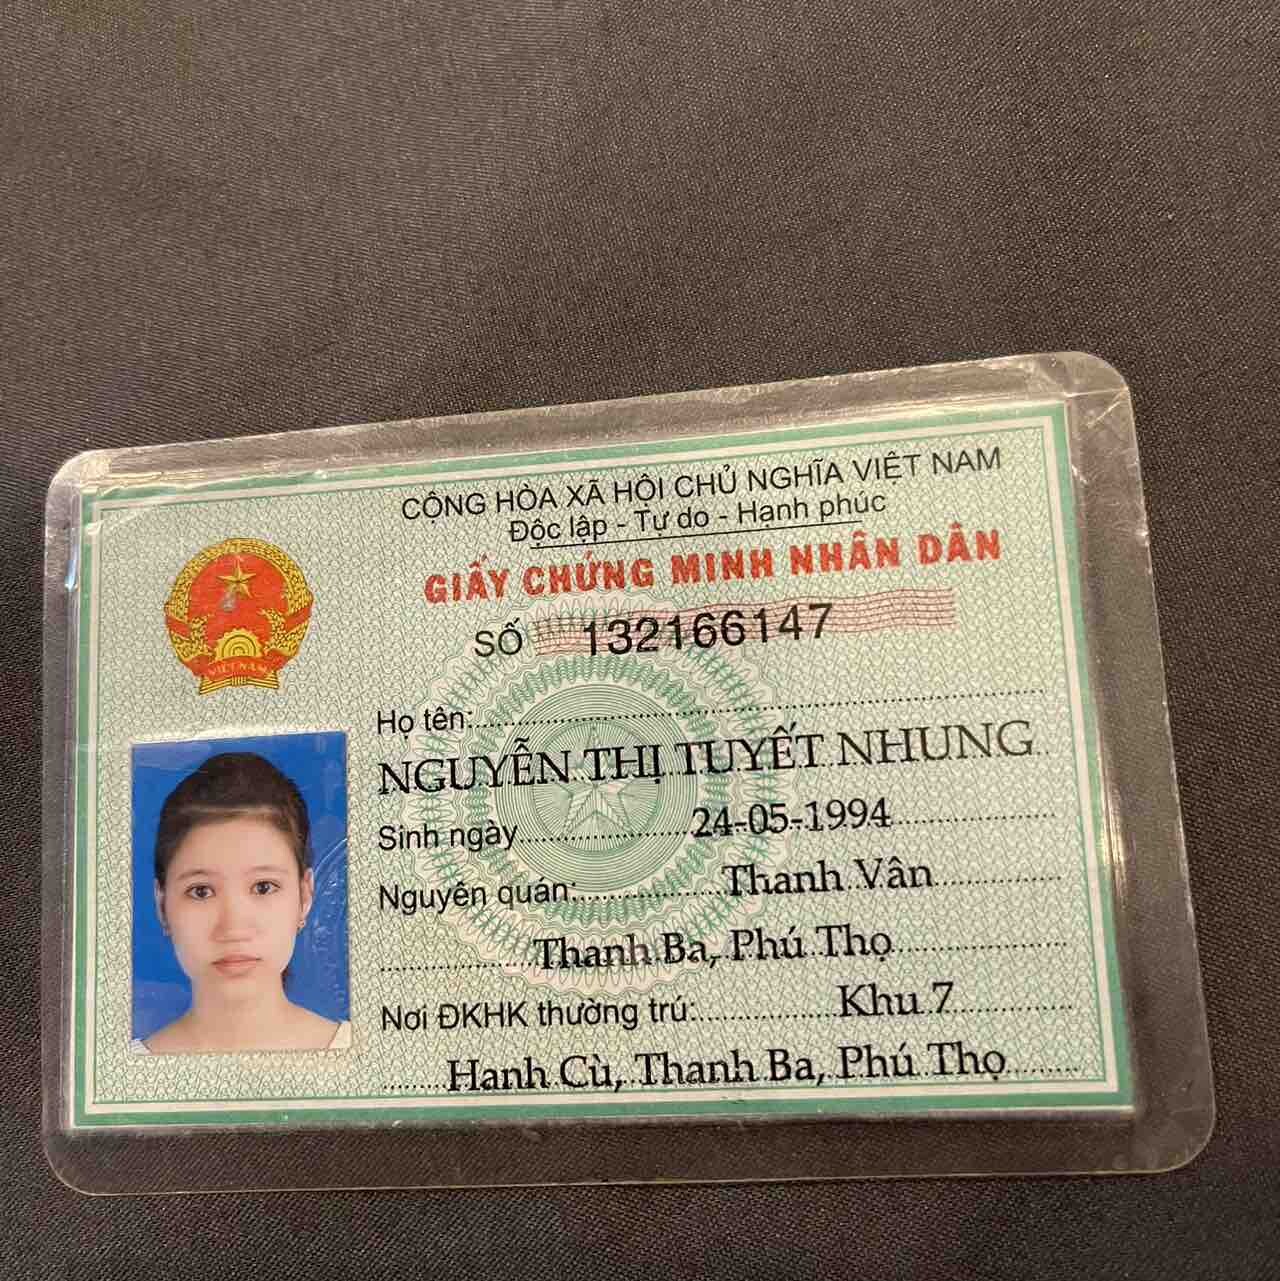 CỘNG HÒA XÃ HỘI CHỦ NGHĨA VIỆT NAM
Độc lập - Tự do - Hạnh phúc
GIẤY CHỨNG MINH NHÂN DÂN
SỐ 132166147
VIỆT NAM
Họ tên:
NGUYỄN THỊ TUYẾT NHUNG
Sinh ngày 24-05-1994
Nguyên quán: Thanh Vân
Thanh Ba, Phú Thọ
Nơi ĐKHK thường trú: Khu 7
Hanh Cù, Thanh Ba, Phú Thọ